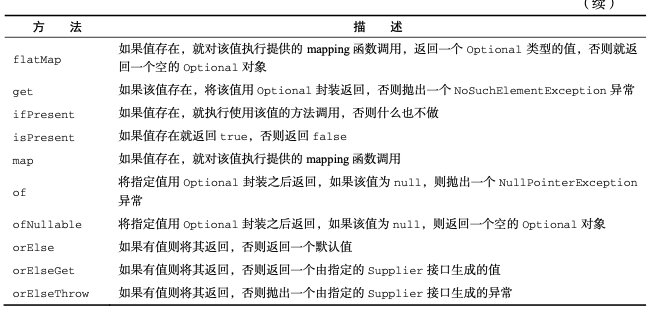 （续）
方 法 描 述
flatMap 如果值存在，就对该值执行提供的 mapping 函数调用，返回一个 Optional 类型的值，否则就返
回一个空的 Optional 对象
get 如果该值存在，将该值用 Optional 封装返回，否则抛出一个 NoSuchElementException 异常
ifPresent 如果值存在，就执行使用该值的方法调用，否则什么也不做
isPresent 如果值存在就返回 true，否则返回 false
map 如果值存在，就对该值执行提供的 mapping 函数调用
of 将指定值用 Optional 封装之后返回，如果该值为 null，则抛出一个 NullPointerException
异常
ofNullable 将指定值用 Optional 封装之后返回，如果该值为 null，则返回一个空的 Optional 对象
orElse 如果有值则将其返回，否则返回一个默认值
orElseGet 如果有值则将其返回，否则返回一个由指定的 Supplier 接口生成的值
orElseThrow 如果有值则将其返回，否则抛出一个由指定的 Supplier 接口生成的异常